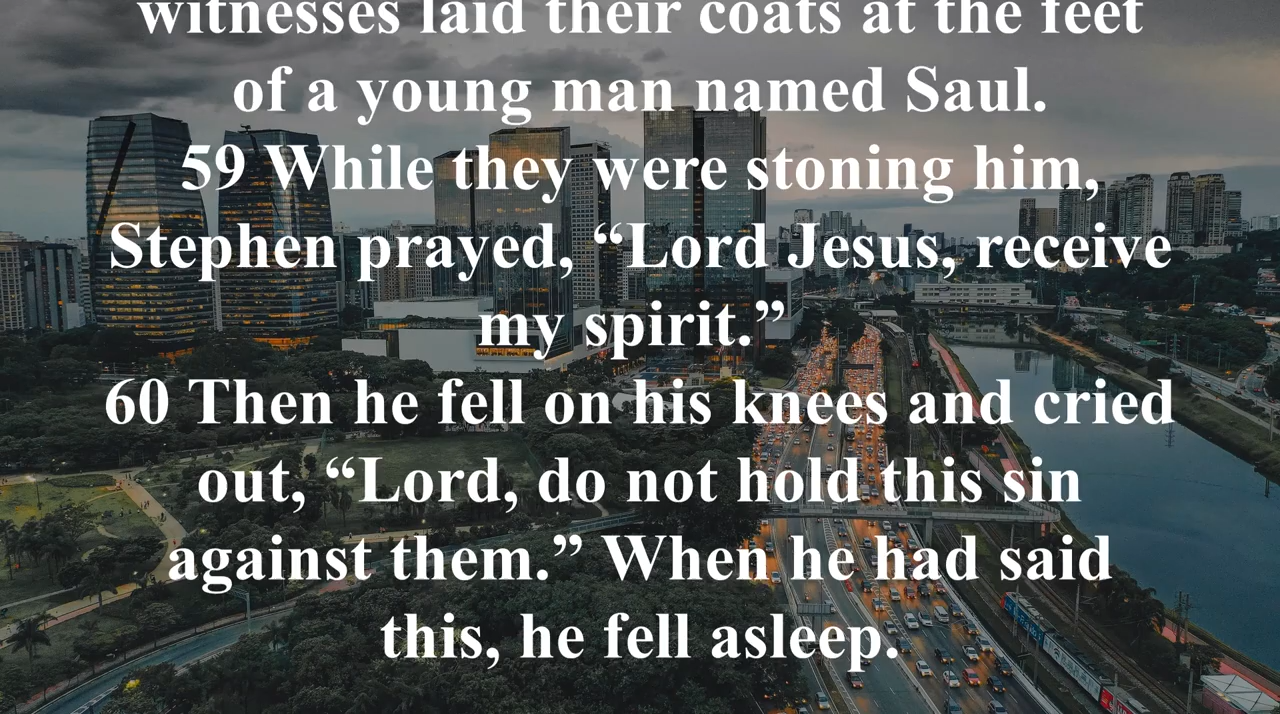 witnesses laid their coats at the feet
of a young man named Saul.
59 While they were stoning him,
Stephen prayed, “Lord Jesus, receive
my spirit.”
60 Then he fell on his knees and cried
out, “Lord, do not hold this sin
against them.” When he had said
this, he fell asleep.